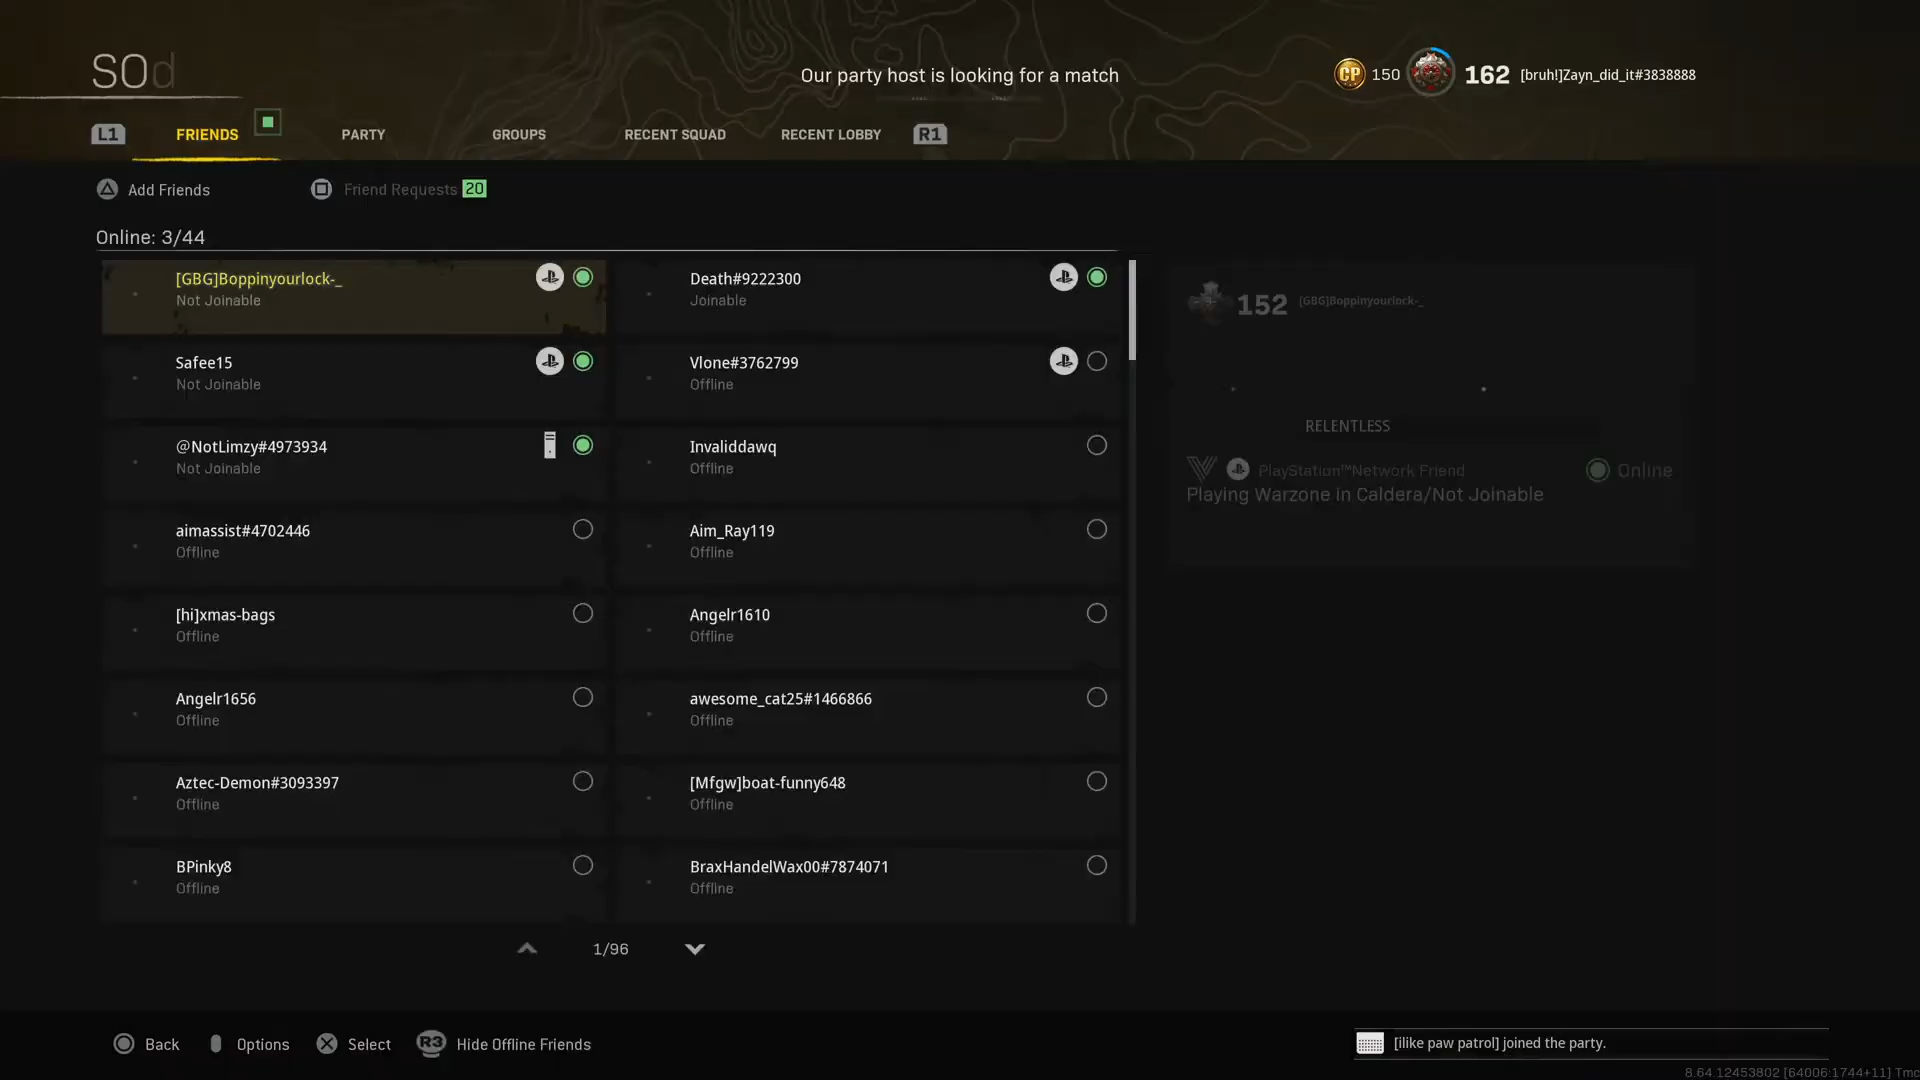 SOd
Our party host is looking for a match
CP 150 162 [bruh!]Zayn_did_it#3838888
L1 FRIENDS PARTY GROUPS RECENT SQUAD RECENT LOBBY R1
Add Friends Friend Requests 20
Online: 3/44
[GBG]Boppinyourlock-_
Not Joinable
Death#9222300
Joinable
Safee15
Not Joinable
Vlone#3762799
Offline
@NotLimzy#4973934
Not Joinable
Invaliddawq
Offline
aimassist#4702446
Offline
Aim_Ray119
Offline
[hi]xmas-bags
Offline
Angelr1610
Offline
Angelr1656
Offline
awesome_cat25#1466866
Offline
Aztec-Demon#3093397
Offline
[Mfgw]boat-funny648
Offline
BPinky8
Offline
BraxHandelWax00#7874071
Offline
1/96
152 [GBG]Boppinyourlock-_
RELENTLESS
PlayStation™Network Friend Online
Playing Warzone in Caldera/Not Joinable
Back Options Select R3 Hide Offline Friends
[ilike paw patrol] joined the party.
8.64.12453802 [64006:1744+11] Tmc